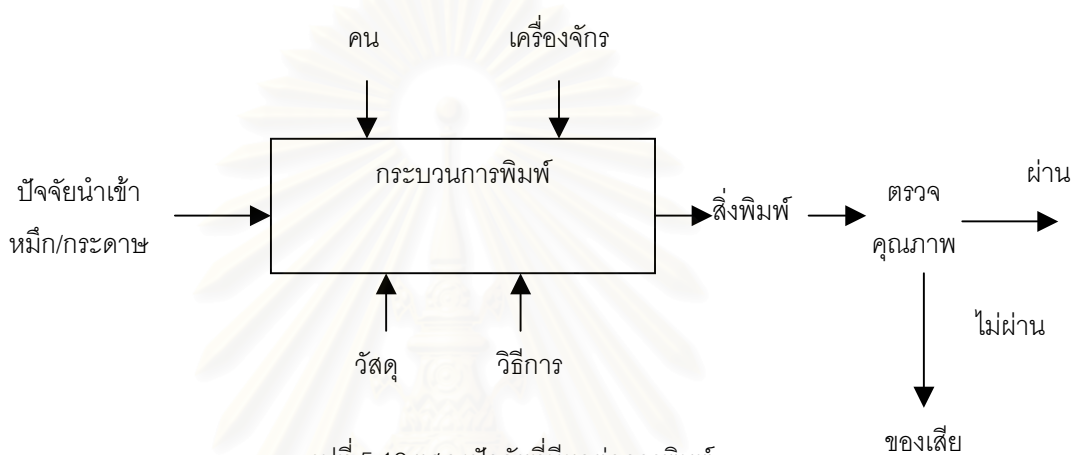 คน
เครื่องจักร
กระบวนการพิมพ์
ปัจจัยนำเข้า
หมึก/กระดาษ
สิ่งพิมพ์
ตรวจ
คุณภาพ
ผ่าน
ไม่ผ่าน
วัสดุ
วิธีการ
ของเสีย